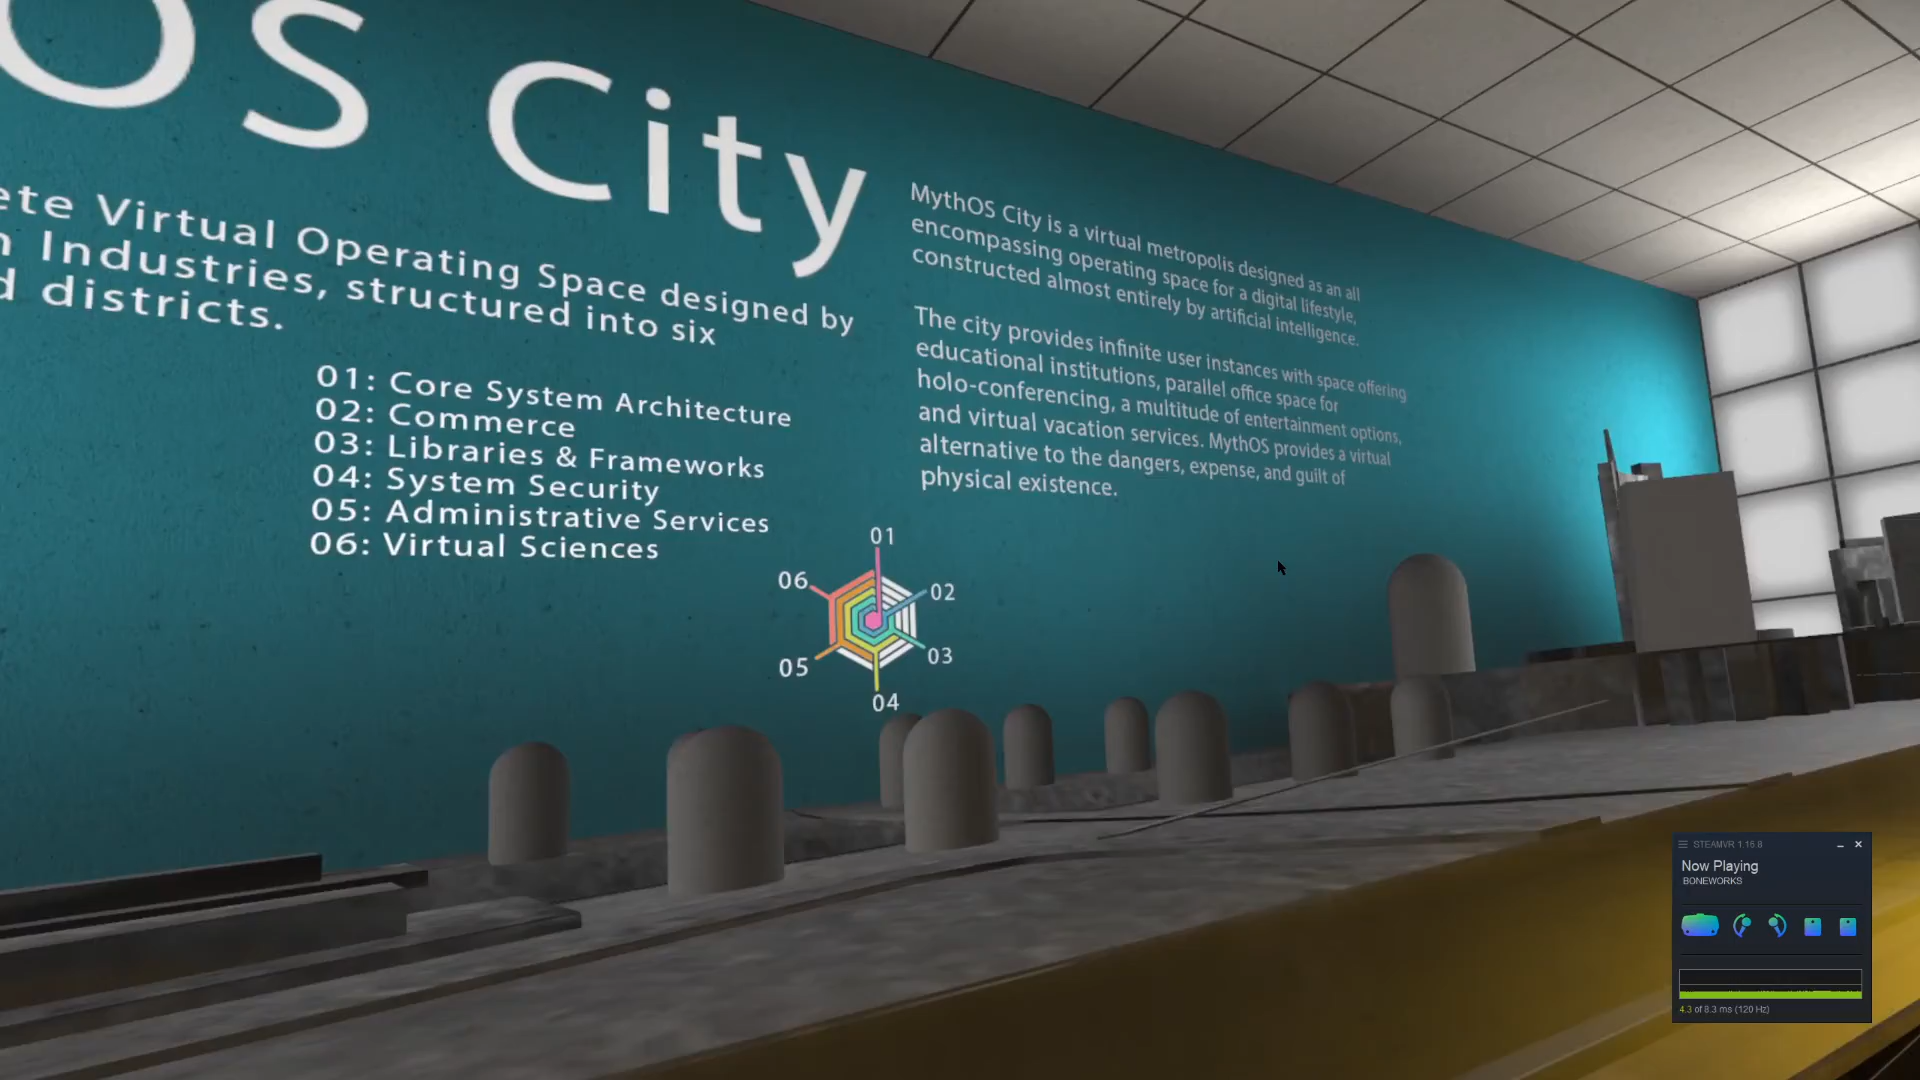 OS City
ete Virtual Operating Space designed by
n Industries, structured into six
d districts.
01: Core System Architecture
02: Commerce
03: Libraries & Frameworks
04: System Security
05: Administrative Services
06: Virtual Sciences
MythOS City is a virtual metropolis designed as an all
encompassing operating space for a digital lifestyle,
constructed almost entirely by artificial intelligence.
The city provides infinite user instances with space offering
educational institutions, parallel office space for
holo-conferencing, a multitude of entertainment options,
and virtual vacation services. MythOS provides a virtual
alternative to the dangers, expense, and guilt of
physical existence.
01
02
03
04
05
06
STEAMVR 1.16.8
Now Playing
BONEWORKS
4.3 of 8.3 ms (120 Hz)